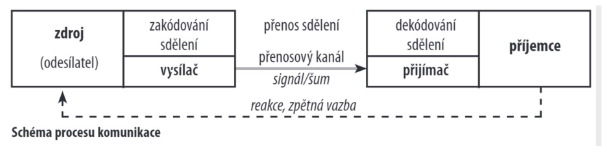 zdroj
(odesílatel)
zakódování
sdělení
vysílač
přenos sdělení
přenosový kanál
signál/šum
dekódování
sdělení
přijímač
příjemce
reakce, zpětná vazba
Schéma procesu komunikace